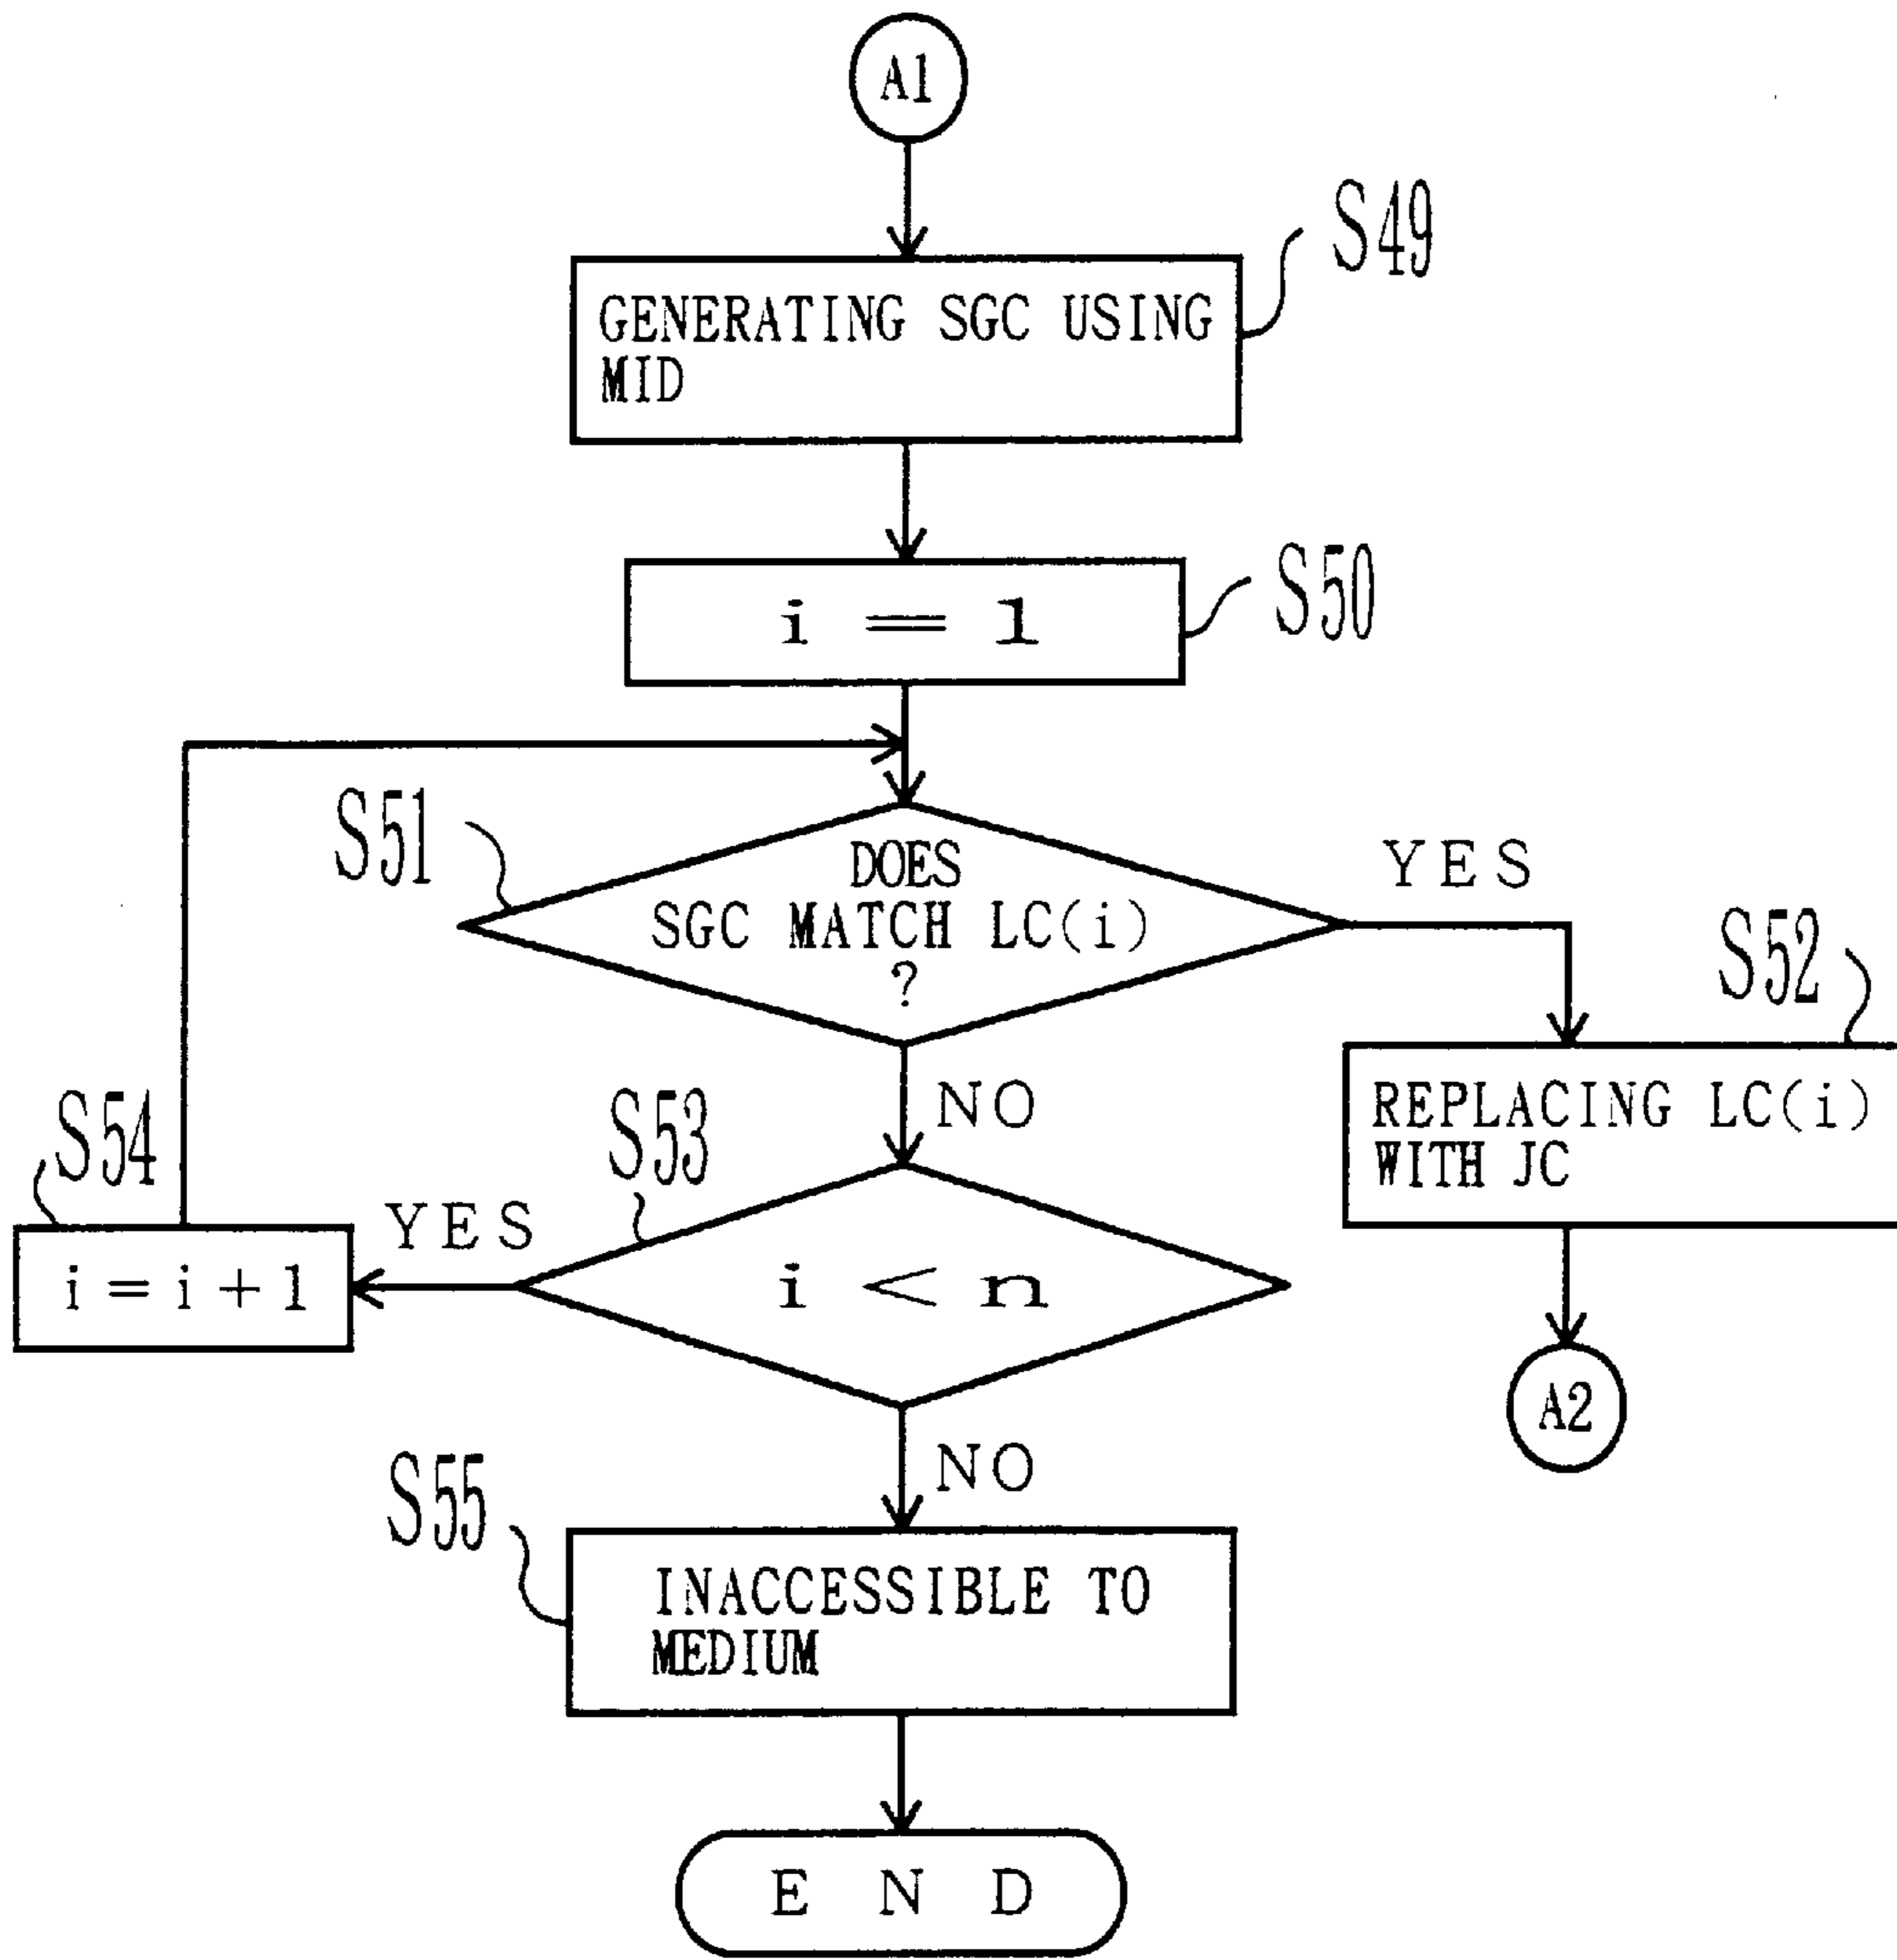 A1
S49
GENERATING SGC USING
MID
S50
i = 1
S51
DOES
SGC MATCH LC(i)
?
YES
S52
REPLACING LC(i)
WITH JC
A2
NO
S53
i < n
YES
S54
i = i + 1
NO
S55
INACCESSIBLE TO
MEDIUM
END